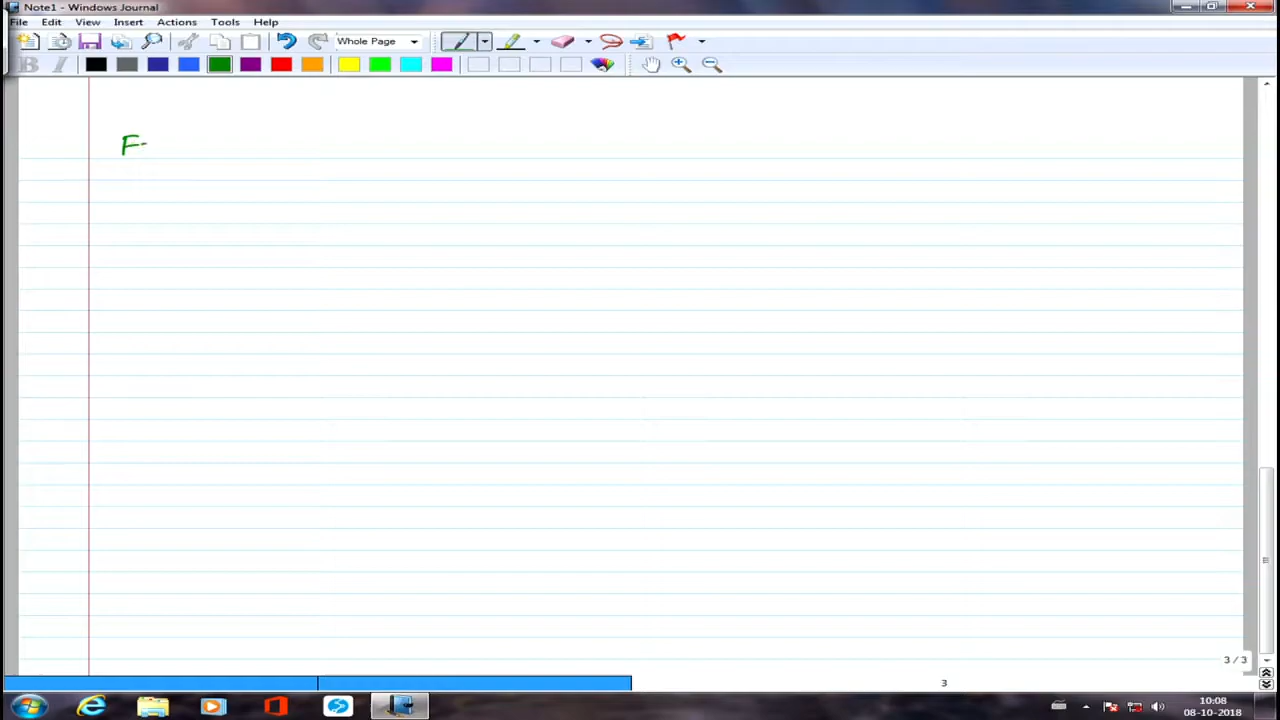 Note1 - Windows Journal
File Edit View Insert Actions Tools Help
Whole Page
B I
F-
3 / 3
3
10:08
08-10-2018